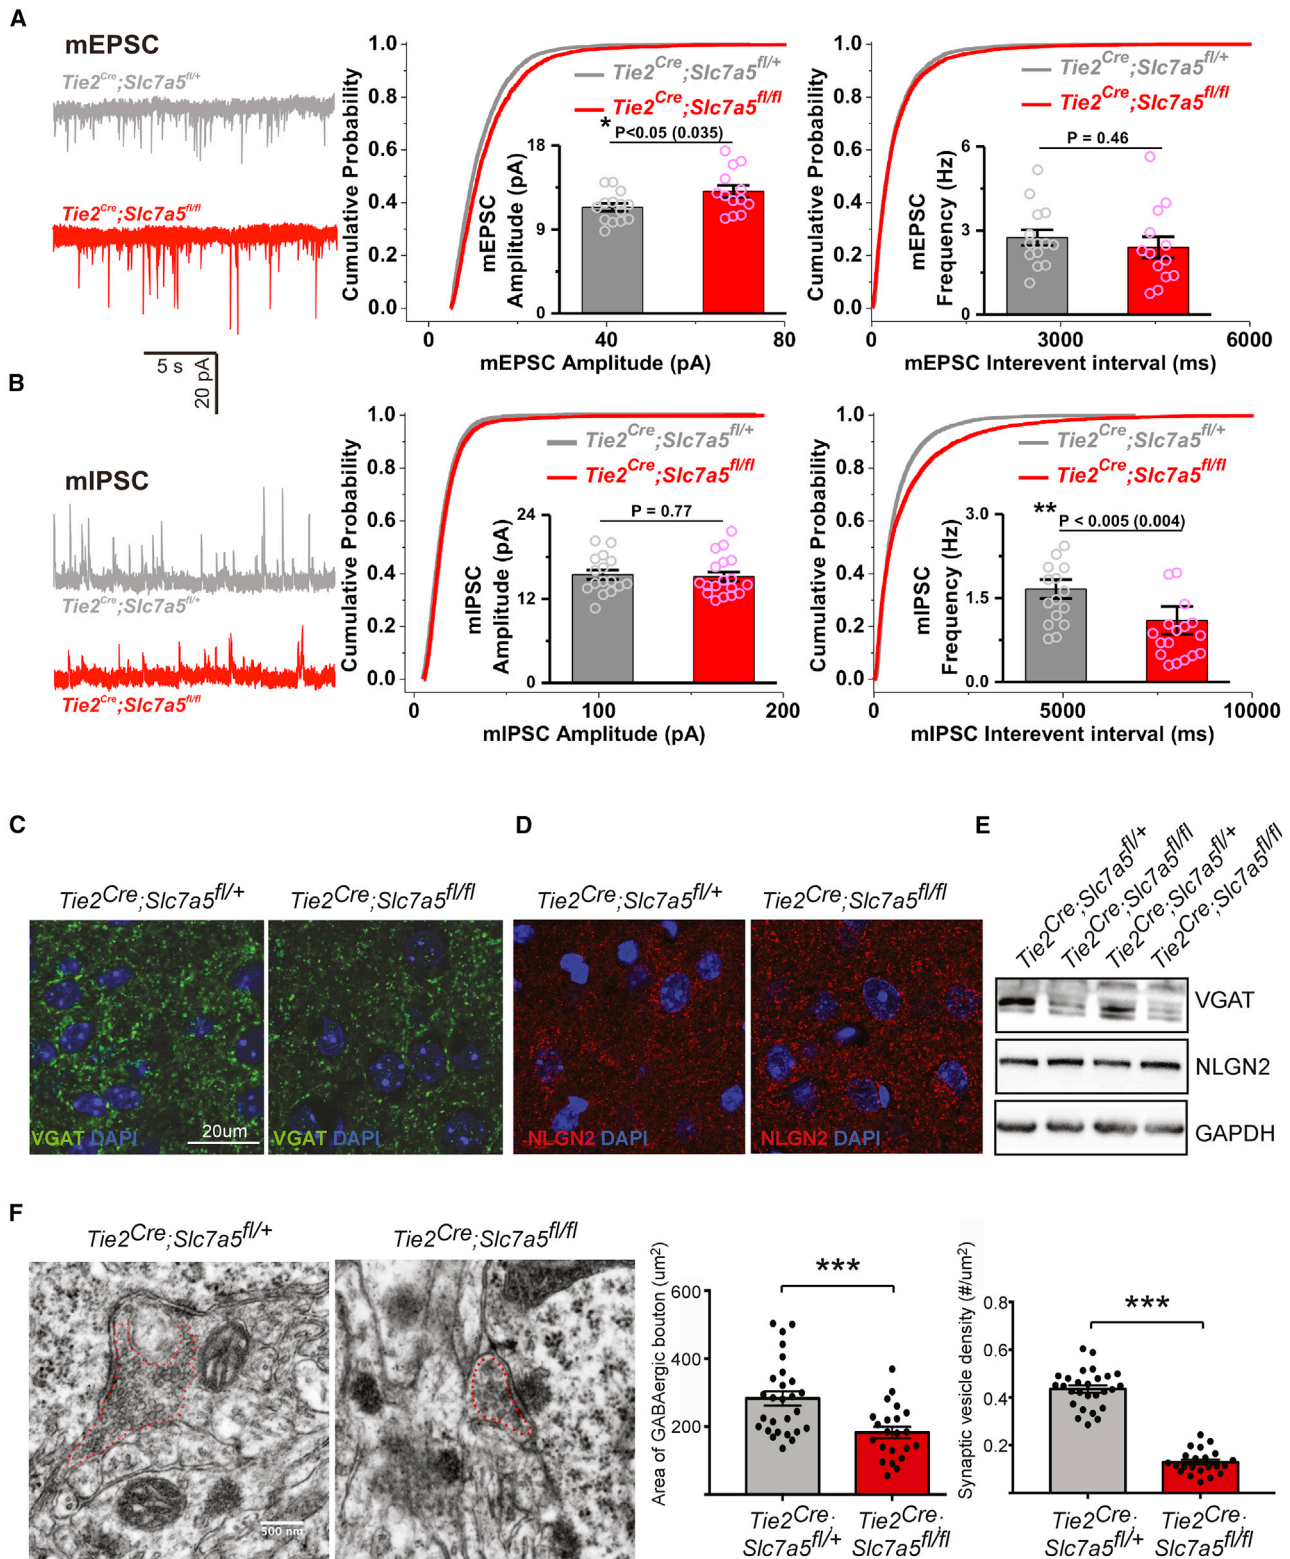 A
mEPSC
Tie2Cre;Slc7a5fl/+
Tie2Cre;Slc7a5fl/fl
5 s
20 pA
Cumulative Probability
1.0
0.8
0.6
0.4
0.2
0.0
0
40
80
mEPSC Amplitude (pA)
Tie2Cre;Slc7a5fl/+
Tie2Cre;Slc7a5fl/fl
*
P<0.05 (0.035)
mEPSC
Amplitude (pA)
18
9
0
Cumulative Probability
1.0
0.8
0.6
0.4
0.2
0.0
0
3000
6000
mEPSC Interevent interval (ms)
Tie2Cre;Slc7a5fl/+
Tie2Cre;Slc7a5fl/fl
P = 0.46
mEPSC
Frequency (Hz)
6
3
0
B
mIPSC
Tie2Cre;Slc7a5fl/+
Tie2Cre;Slc7a5fl/fl
Cumulative Probability
1.0
0.8
0.6
0.4
0.2
0.0
0
100
200
mIPSC Amplitude (pA)
Tie2Cre;Slc7a5fl/+
Tie2Cre;Slc7a5fl/fl
P = 0.77
mIPSC
Amplitude (pA)
24
12
0
Cumulative Probability
1.0
0.8
0.6
0.4
0.2
0.0
0
5000
10000
mIPSC Interevent interval (ms)
Tie2Cre;Slc7a5fl/+
Tie2Cre;Slc7a5fl/fl
**
P < 0.005 (0.004)
mIPSC
Frequency (Hz)
3.0
1.5
0.0
C
Tie2Cre;Slc7a5fl/+
Tie2Cre;Slc7a5fl/fl
VGAT DAPI
20um
VGAT DAPI
D
Tie2Cre;Slc7a5fl/+
Tie2Cre;Slc7a5fl/fl
NLGN2 DAPI
NLGN2 DAPI
E
Tie2Cre;Slc7a5fl/+
Tie2Cre;Slc7a5fl/fl
Tie2Cre;Slc7a5fl/+
Tie2Cre;Slc7a5fl/fl
VGAT
NLGN2
GAPDH
F
Tie2Cre;Slc7a5fl/+
Tie2Cre;Slc7a5fl/fl
500 nm
Area of GABAergic bouton (um2)
600
400
200
***
Tie2Cre;
Slc7a5fl/+
Tie2Cre;
Slc7a5fl/fl
Synaptic vesicle density (#/um2)
0.8
0.4
0.2
***
Tie2Cre;
Slc7a5fl/+
Tie2Cre;
Slc7a5fl/fl